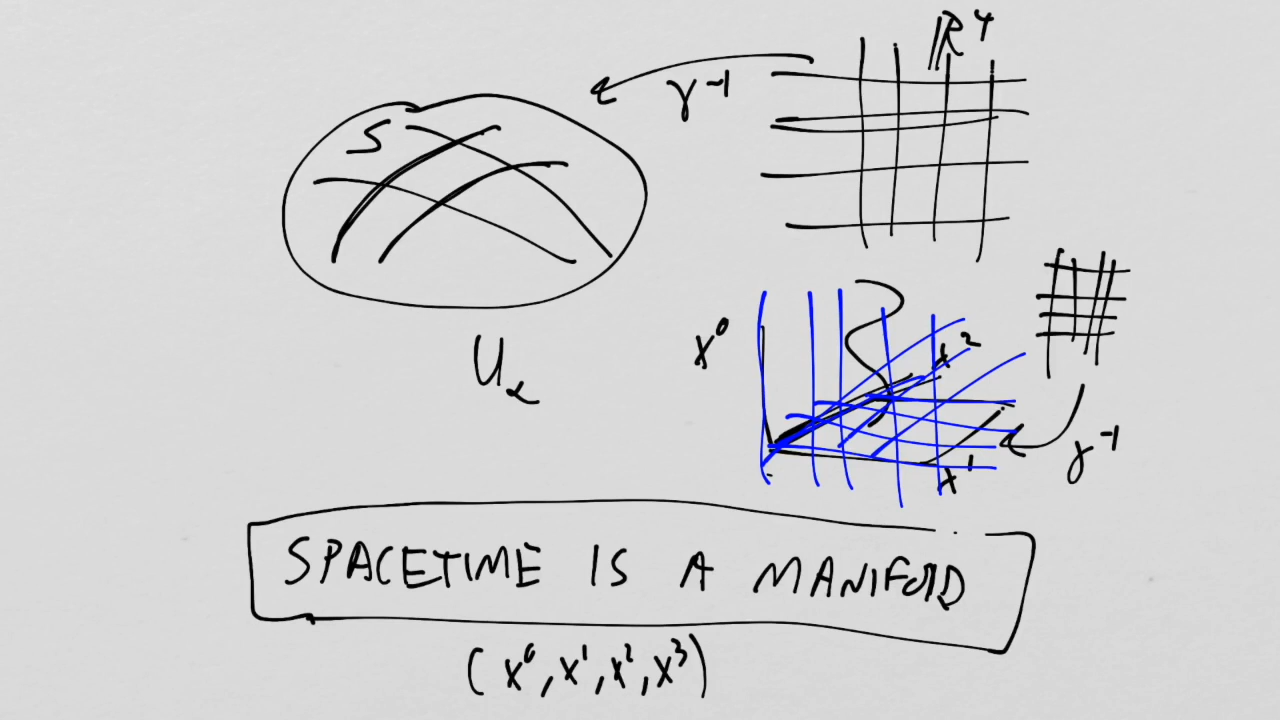 ℝ⁴
γ⁻¹
S
U_α
x⁰
x²
x¹
γ⁻¹
SPACETIME IS A MANIFOLD
(x⁰, x¹, x², x³)